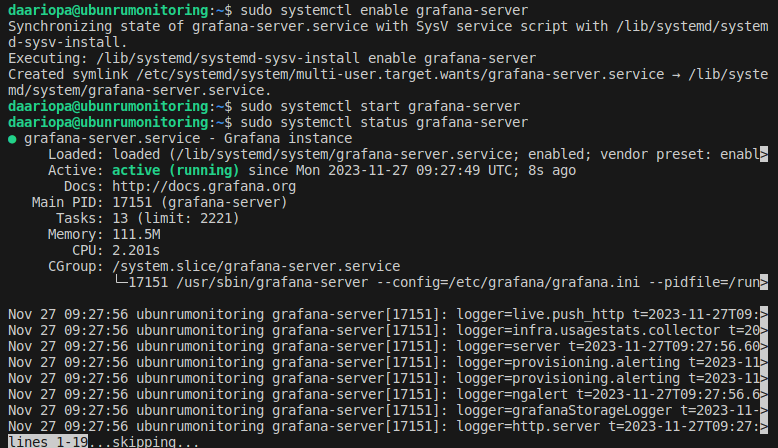 daariopa@ubunrumonitoring:~$ sudo systemctl enable grafana-server
Synchronizing state of grafana-server.service with SysV service script with /lib/systemd/system
d-sysv-install.
Executing: /lib/systemd/systemd-sysv-install enable grafana-server
Created symlink /etc/systemd/system/multi-user.target.wants/grafana-server.service → /lib/syste
md/system/grafana-server.service.
daariopa@ubunrumonitoring:~$ sudo systemctl start grafana-server
daariopa@ubunrumonitoring:~$ sudo systemctl status grafana-server
● grafana-server.service - Grafana instance
     Loaded: loaded (/lib/systemd/system/grafana-server.service; enabled; vendor preset: enabl>
     Active: active (running) since Mon 2023-11-27 09:27:49 UTC; 8s ago
       Docs: http://docs.grafana.org
   Main PID: 17151 (grafana-server)
      Tasks: 13 (limit: 2221)
     Memory: 111.5M
        CPU: 2.201s
     CGroup: /system.slice/grafana-server.service
             └─17151 /usr/sbin/grafana-server --config=/etc/grafana/grafana.ini --pidfile=/run>

Nov 27 09:27:56 ubunrumonitoring grafana-server[17151]: logger=live.push_http t=2023-11-27T09:>
Nov 27 09:27:56 ubunrumonitoring grafana-server[17151]: logger=infra.usagestats.collector t=20>
Nov 27 09:27:56 ubunrumonitoring grafana-server[17151]: logger=server t=2023-11-27T09:27:56.60>
Nov 27 09:27:56 ubunrumonitoring grafana-server[17151]: logger=provisioning.alerting t=2023-11>
Nov 27 09:27:56 ubunrumonitoring grafana-server[17151]: logger=provisioning.alerting t=2023-11>
Nov 27 09:27:56 ubunrumonitoring grafana-server[17151]: logger=ngalert t=2023-11-27T09:27:56.6>
Nov 27 09:27:56 ubunrumonitoring grafana-server[17151]: logger=grafanaStorageLogger t=2023-11->
Nov 27 09:27:56 ubunrumonitoring grafana-server[17151]: logger=http.server t=2023-11-27T09:27:>
lines 1-19...skipping...